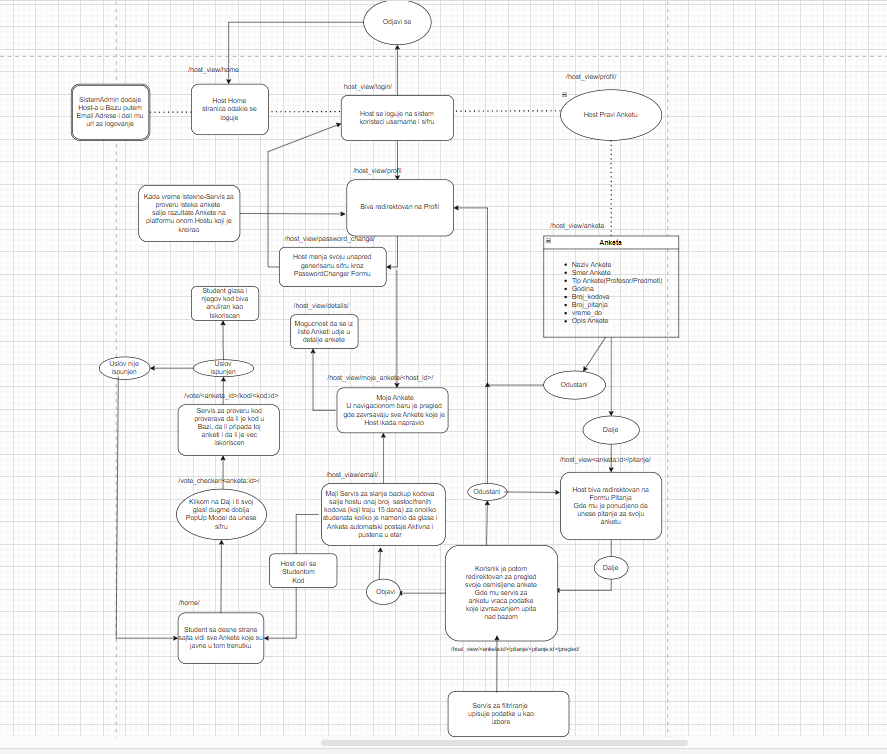 Odjavi se
/host_view/home
Host Home
stranica odakle se
loguje
SistemAdmin dodaje
Host-a u Bazu putem
Email Adrese i deli mu
url za logovanje
host_view/login/
Host se loguje na sistem
koristeci username i sifru
/host_view/profil/
Host Pravi Anketu
/host_view/profil
Biva redirektovan na Profil
Kada vreme istekne-Servis za
proveru isteka ankete
salje razultate Ankete na
platformu onom Hostu koji je
kreirao
/host_view/password_change/
Host menja svoju unapred
generisanu sifru kroz
PasswordChanger Formu
/host_view/anketa
Anketa
Naziv Ankete
Smer Ankete
Tip Ankete(Profesor/Predmeti)
Godina
Broj_kodova
Broj_pitanja
vreme_do
Opis Ankete
Student glasa i
njegov kod biva
anuliran kao
Iskoriscen
/host_view/details/
Mogucnost da se iz
liste Anketi udje u
detalje ankete
Uslov nije
ispunjen
Uslov
ispunjen
/host_view/moje_ankete/<host_id>/
Moje Ankete
U navigacionom baru je pregled
gde zavrsavaju sve Ankete koje je
Host ikada napravio
Odustani
/vote/<anketa_id>/kod/<kod:id>
Servis za proveru kod
proverava da li je kod u
Bazi, da li pripada toj
anketi i da li je vec
iskoriscen
Dalje
/host_view<anketa:id>/pitanje/
Host biva redirektovan na
Formu Pitanja
Gde mu je ponudjeno da
unese pitanje za svoju
anketu
/vote_checker/<anketa:id>/
Klikom na Daj i ti svoj
glas! dugme dobija
PopUp Model da unese
sifru
/host_view/email/
Mejl Servis za slanje backup kodova
salje hostu onaj broj sestocifrenih
kodova (koji traju 15 dana) za onoliko
studenata koliko je namenio da glasa i
Anketa automatski postaje Aktivna i
pustena u etar
Odustani
Host deli sa
Studentom
Kod
Objavi
Korisnik je potom
redirektovan za pregled
svoje osmisljene ankete
Gde mu servis za
anketu vraca podatke
koje izvrsavanjem upita
nad bazom
Dalje
/home/
Student sa desne strane
sajta vidi sve Ankete koje su
javne u tom trenutku
/host_view/<anketa:id>/pitanje/<pitanje:id>/pregled/
Servis za filtriranje
upisuje podatke u kao
izbore